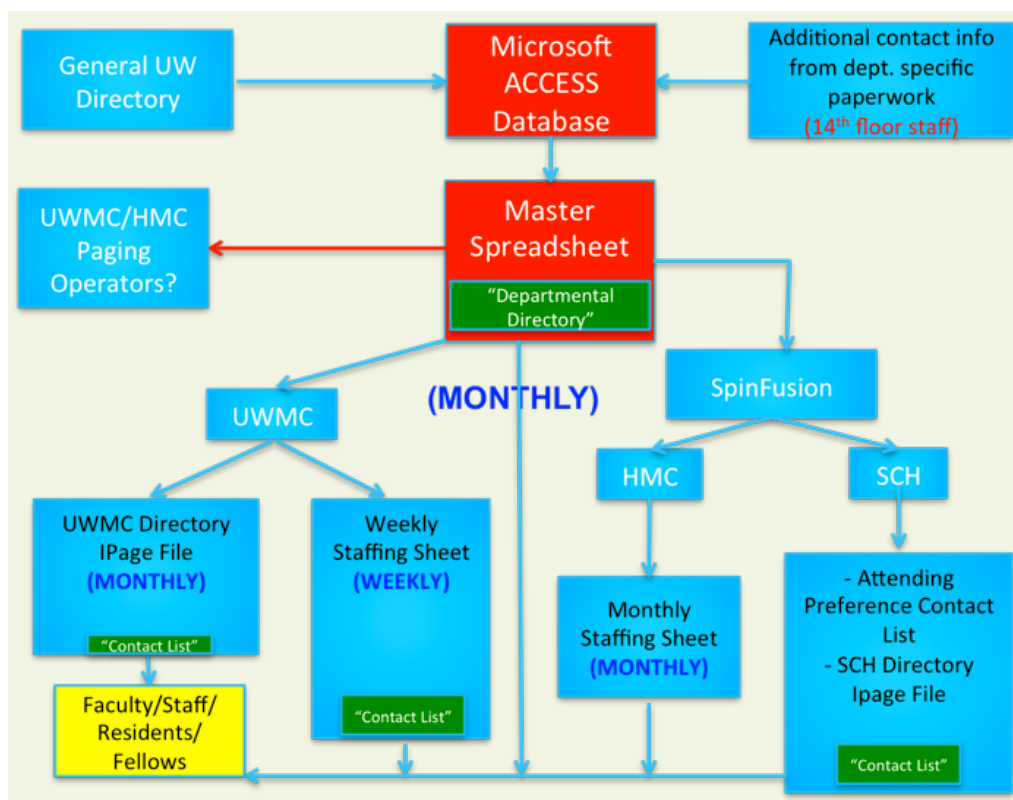 General UW
Directory
Microsoft
ACCESS
Database
Additional contact info
from dept. specific
paperwork
(14th floor staff)
UWMC/HMC
Paging
Operators?
Master
Spreadsheet
“Departmental
Directory”
(MONTHLY)
SpinFusion
UWMC
HMC
SCH
UWMC Directory
IPage File
(MONTHLY)
“Contact List”
Weekly
Staffing Sheet
(WEEKLY)
“Contact List”
Monthly
Staffing Sheet
(MONTHLY)
- Attending
Preference Contact
List
- SCH Directory
Ipage File
“Contact List”
Faculty/Staff/
Residents/
Fellows